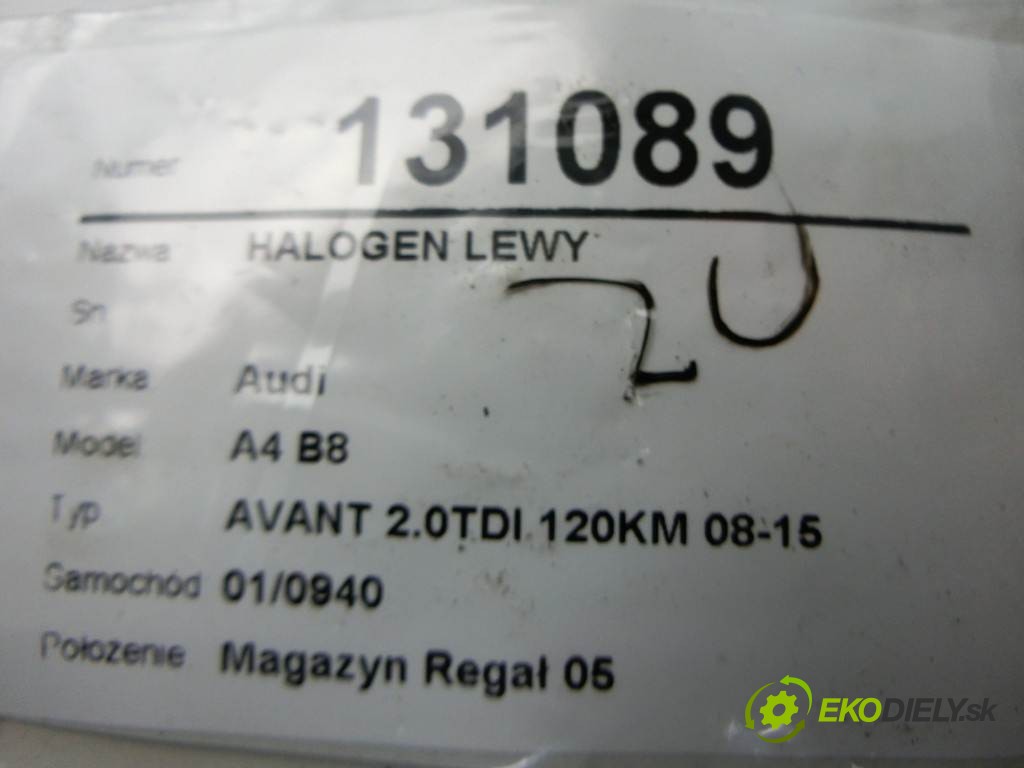 Numer 131089
Nazwa HALOGEN LEWY
20
Sn
Marka Audi
Model A4 B8
Typ AVANT 2.0TDI 120KM 08-15
Samochód 01/0940
Położenie Magazyn Regał 05
EKODIELY.sk